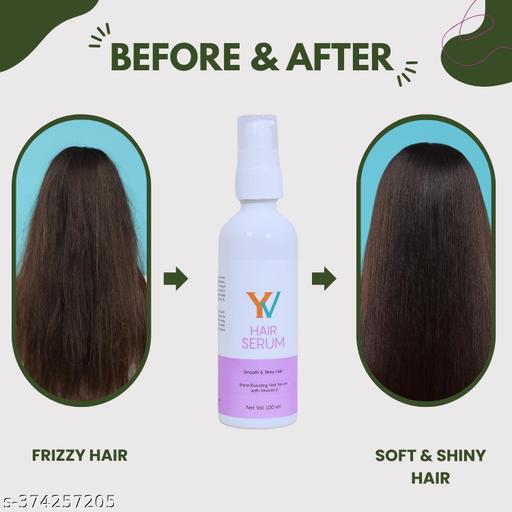 BEFORE & AFTER
YV
HAIR
SERUM
Smooth & Shiny Hair
Shine Boosting Hair Serum
with Vitamin E
Net Vol 100 ml
FRIZZY HAIR
SOFT & SHINY
HAIR
s-374257205